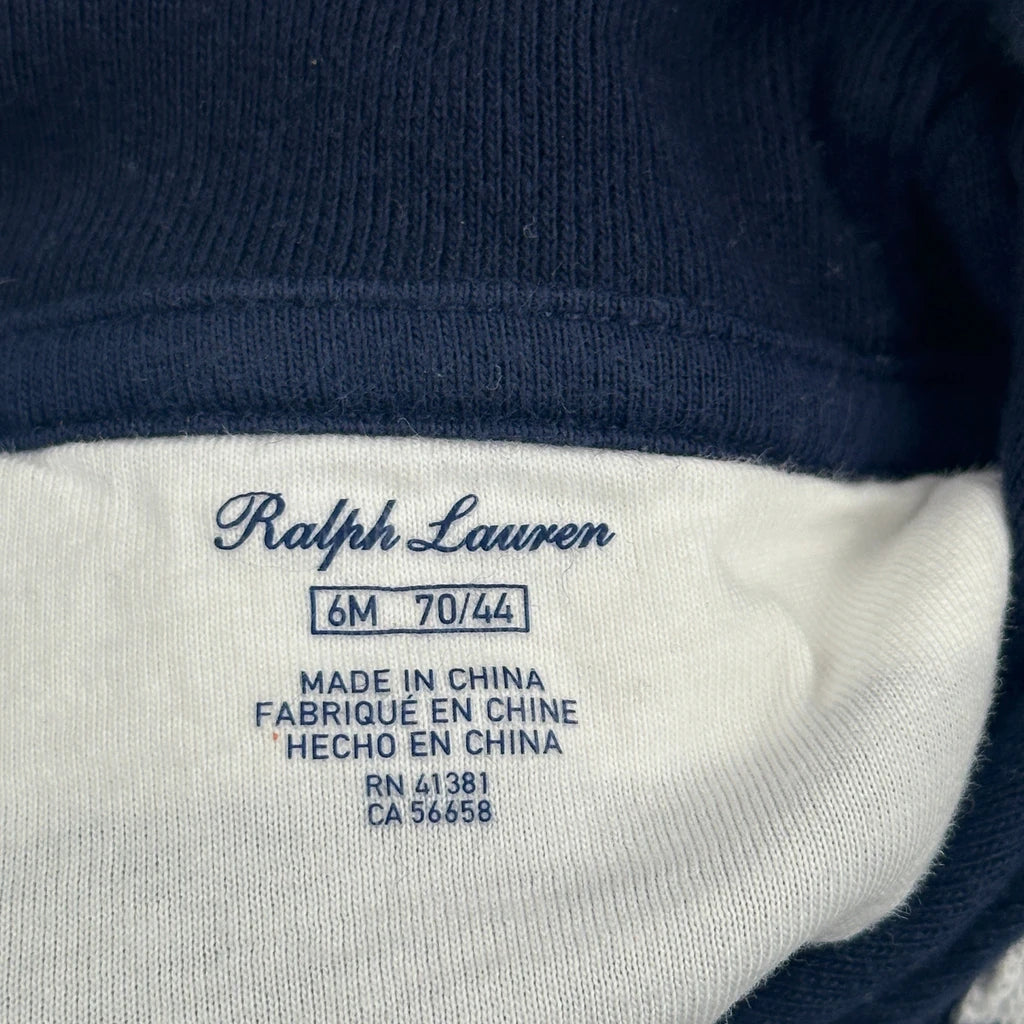 Ralph Lauren
6M 70/44
MADE IN CHINA
FABRIQUÉ EN CHINE
HECHO EN CHINA
RN 41381
CA 56658